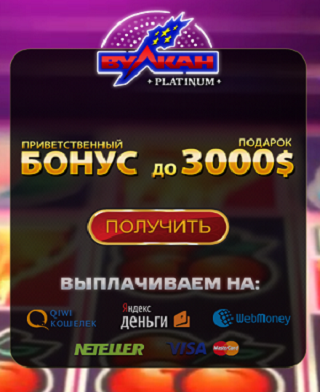 ВУЛКАН
PLATINUM
ПРИВЕТСТВЕННЫЙ ПОДАРОК
БОНУС ДО 3000$
ПОЛУЧИТЬ
ВЫПЛАЧИВАЕМ НА:
QIWI КОШЕЛЕК
Яндекс деньги
WebMoney
NETELLER VISA MasterCard